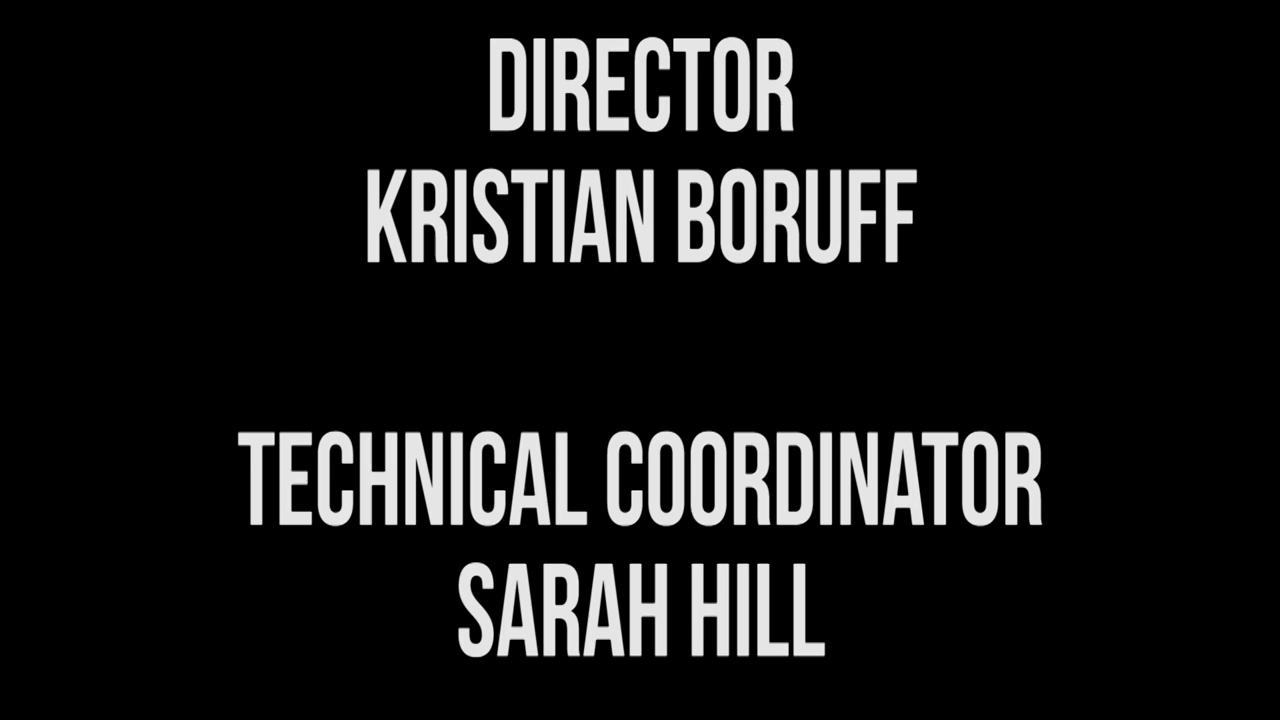 DIRECTOR
KRISTIAN BORUFF
TECHNICAL COORDINATOR
SARAH HILL